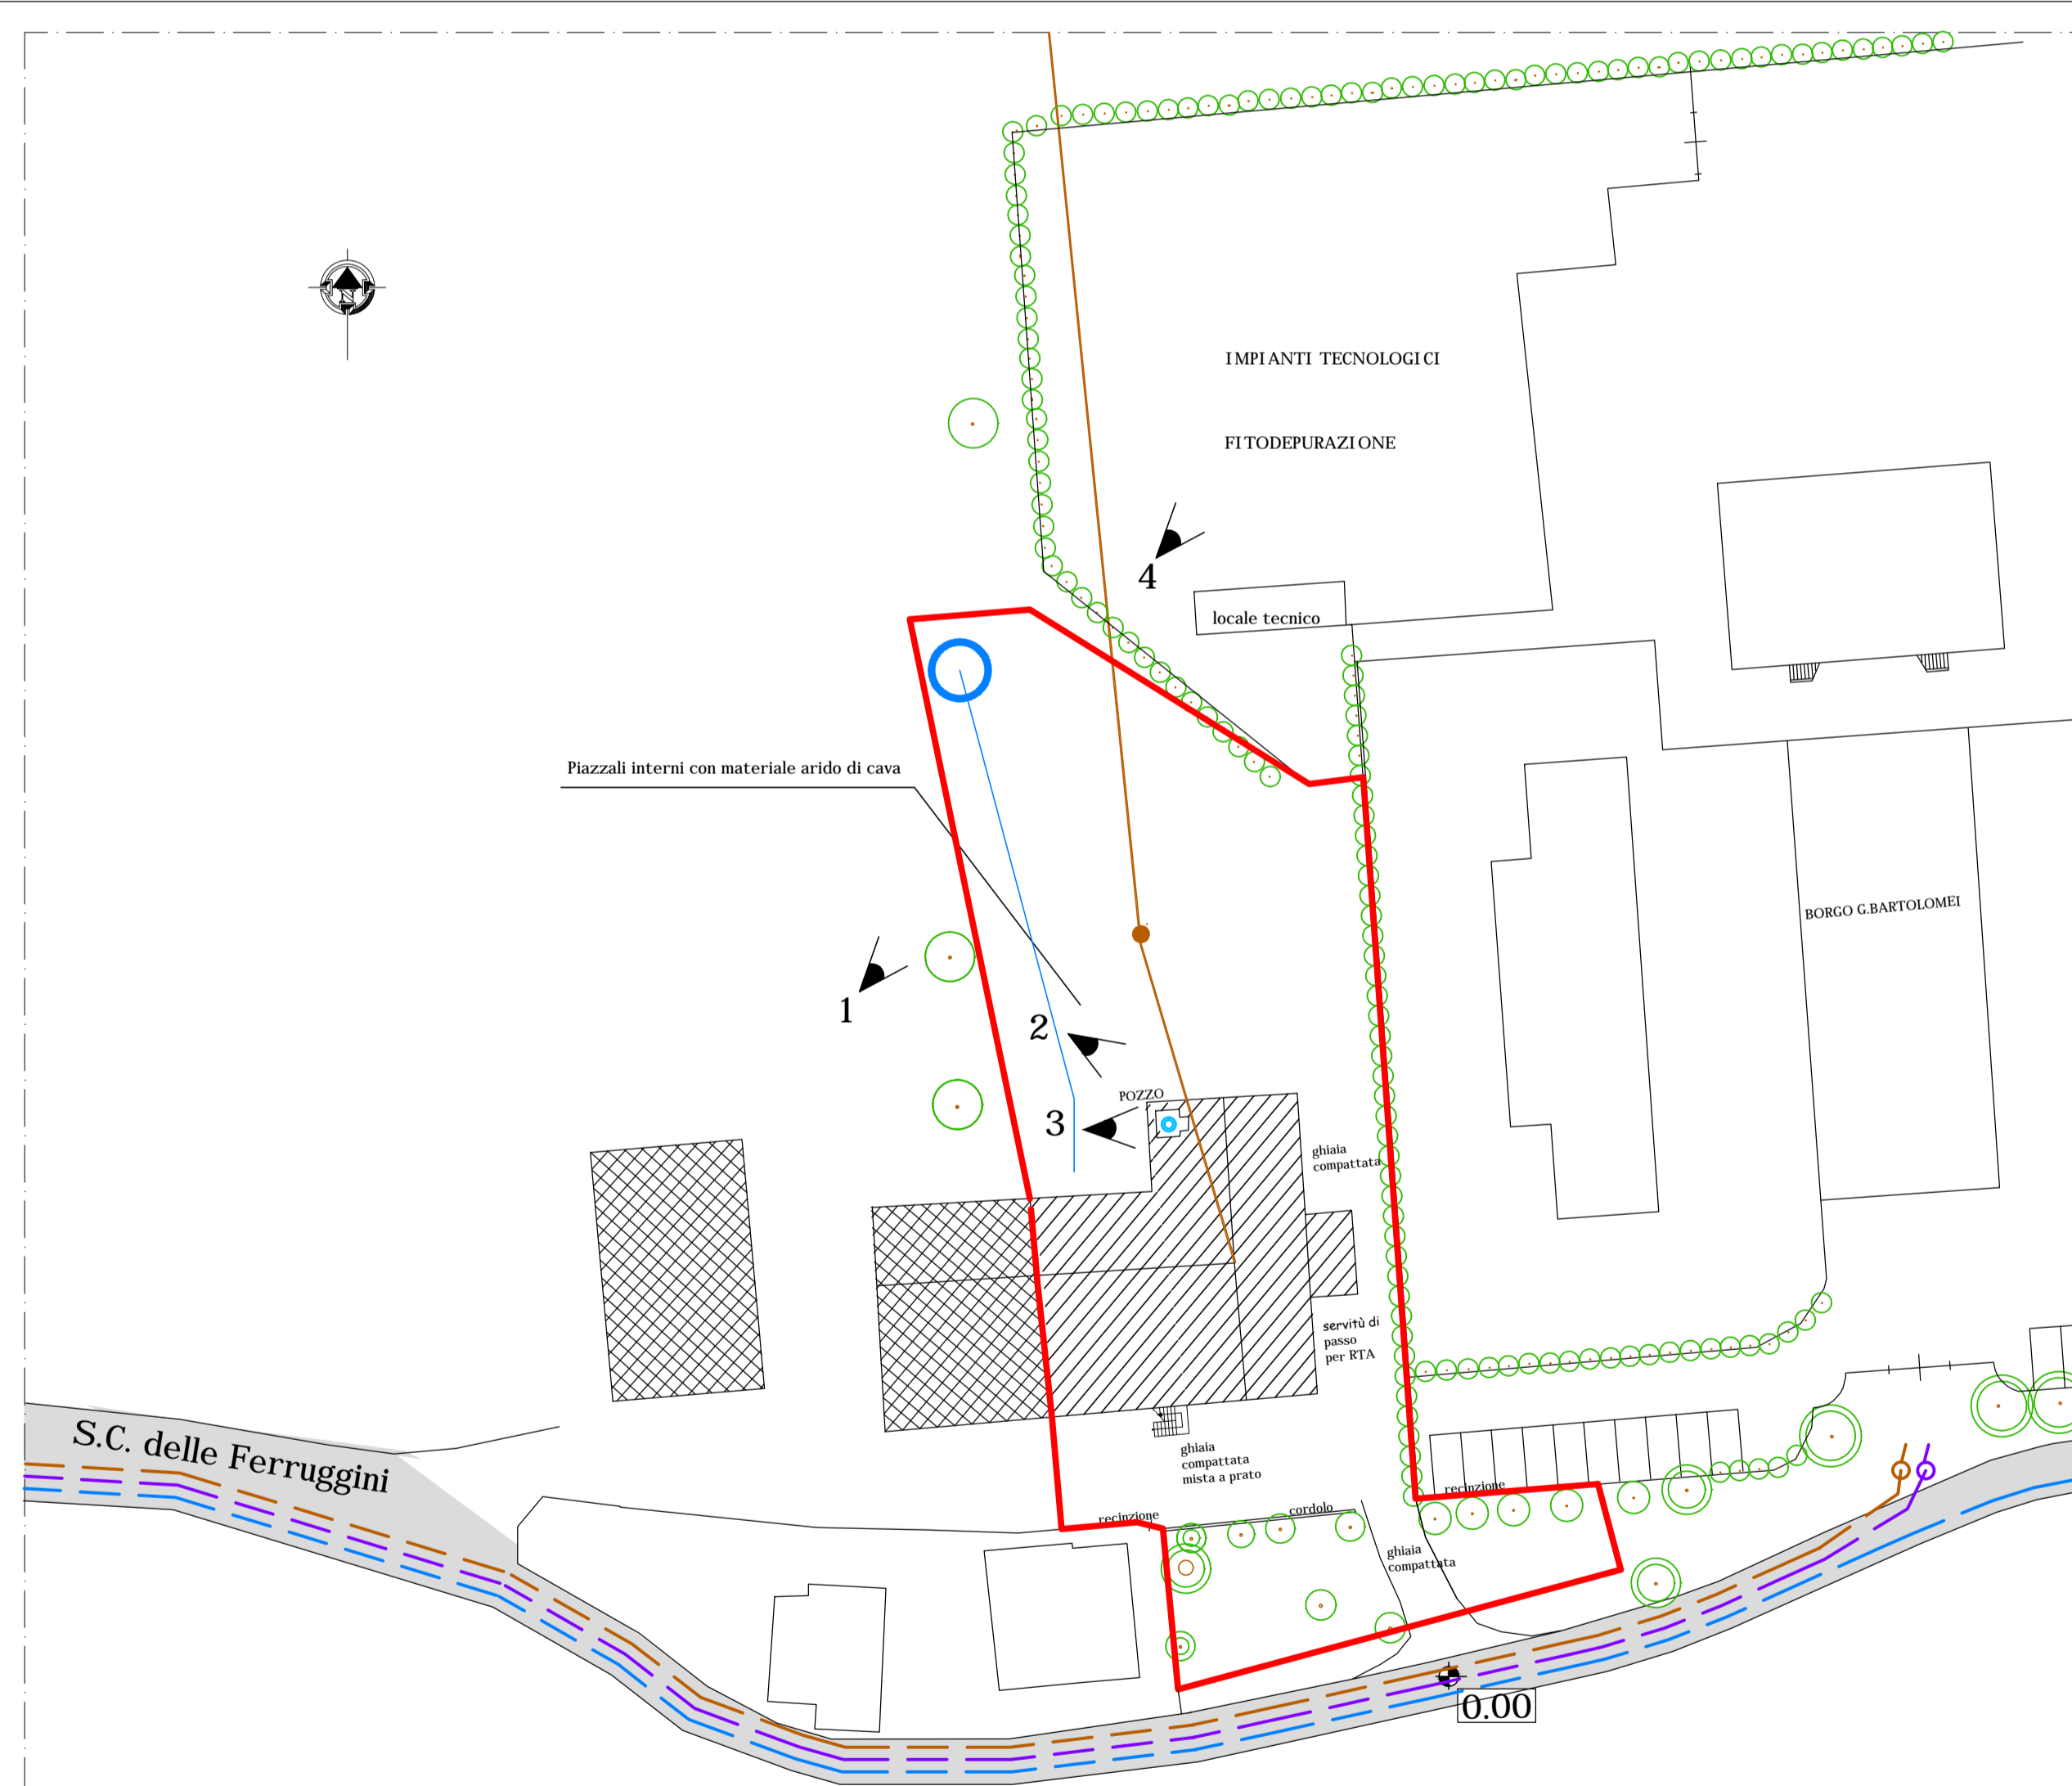 N
IMPIANTI TECNOLOGICI
FITODEPURAZIONE
4
locale tecnico
Piazzali interni con materiale arido di cava
BORGO G.BARTOLOMEI
1
2
POZZO
3
ghiaia
compattata
servitù di
passo
per RTA
S.C. delle Ferruggini
ghiaia
compattata
mista a prato
recinzione
recinzione
cordolo
ghiaia
compattata
0.00